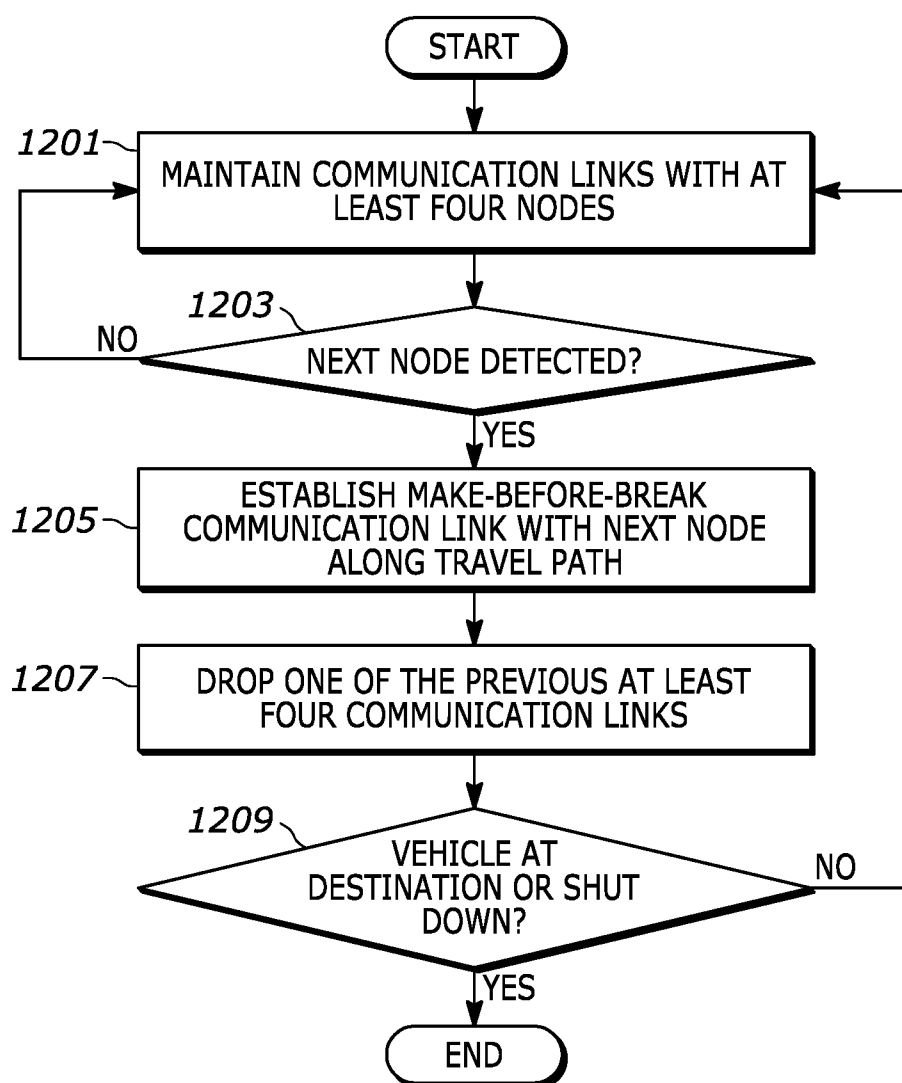 START
1201
MAINTAIN COMMUNICATION LINKS WITH AT
LEAST FOUR NODES
1203
NO
NEXT NODE DETECTED?
YES
1205
ESTABLISH MAKE-BEFORE-BREAK
COMMUNICATION LINK WITH NEXT NODE
ALONG TRAVEL PATH
1207
DROP ONE OF THE PREVIOUS AT LEAST
FOUR COMMUNICATION LINKS
1209
VEHICLE AT
DESTINATION OR SHUT
DOWN?
NO
YES
END